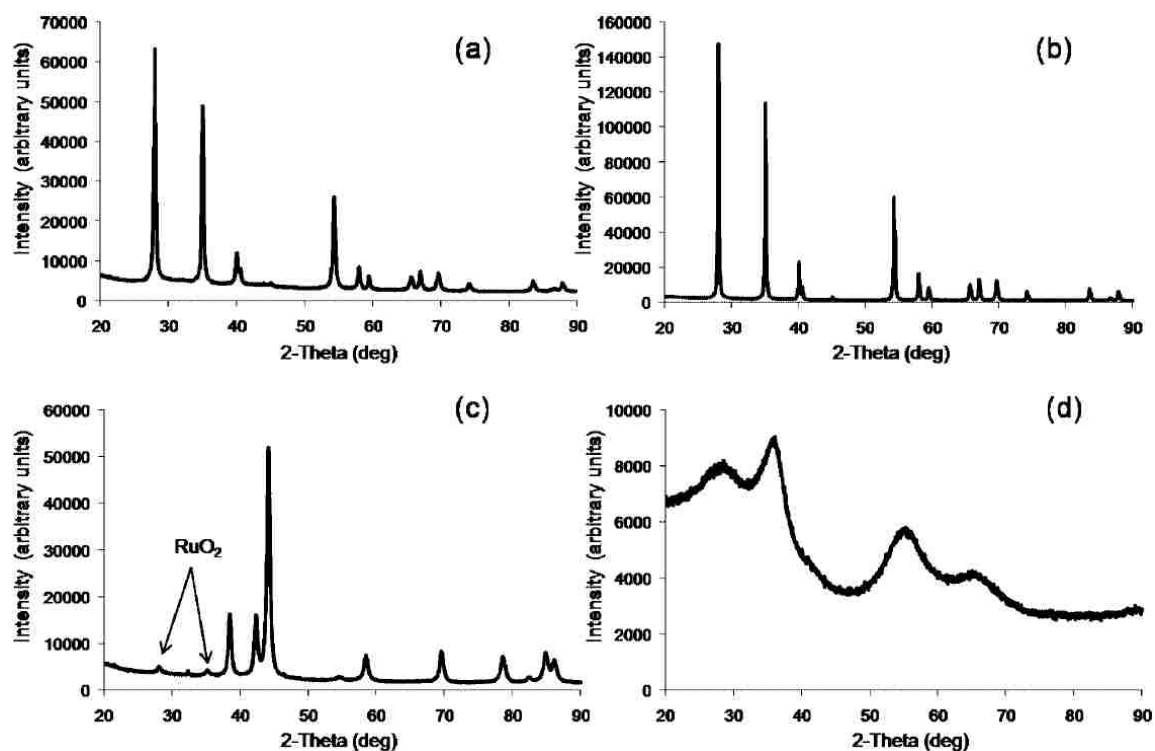 (a)
Intensity (arbitrary units)
70000
60000
50000
40000
30000
20000
10000
0
20 30 40 50 60 70 80 90
2-Theta (deg)
(b)
Intensity (arbitrary units)
160000
140000
120000
100000
80000
60000
40000
20000
0
20 30 40 50 60 70 80 90
2-Theta (deg)
(c)
Intensity (arbitrary units)
60000
50000
40000
30000
20000
10000
0
RuO₂
20 30 40 50 60 70 80 90
2-Theta (deg)
(d)
Intensity (arbitrary units)
10000
8000
6000
4000
2000
0
20 30 40 50 60 70 80 90
2-Theta (deg)